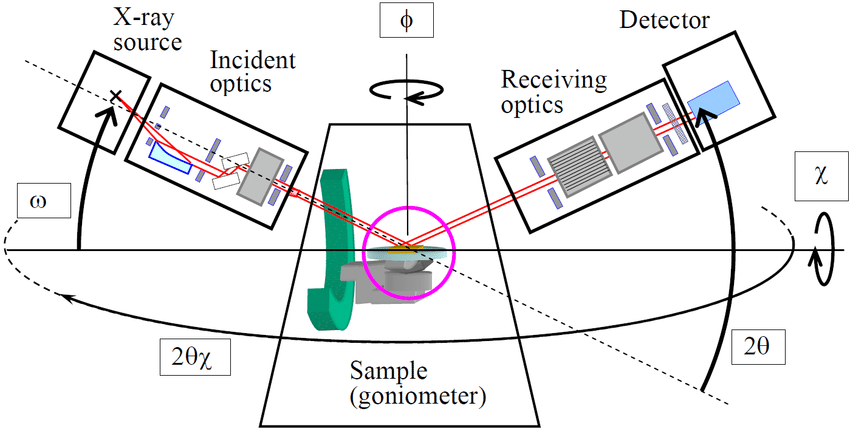 X-ray
source
ϕ
Detector
Incident
optics
Receiving
optics
χ
ω
2θχ
2θ
Sample
(goniometer)